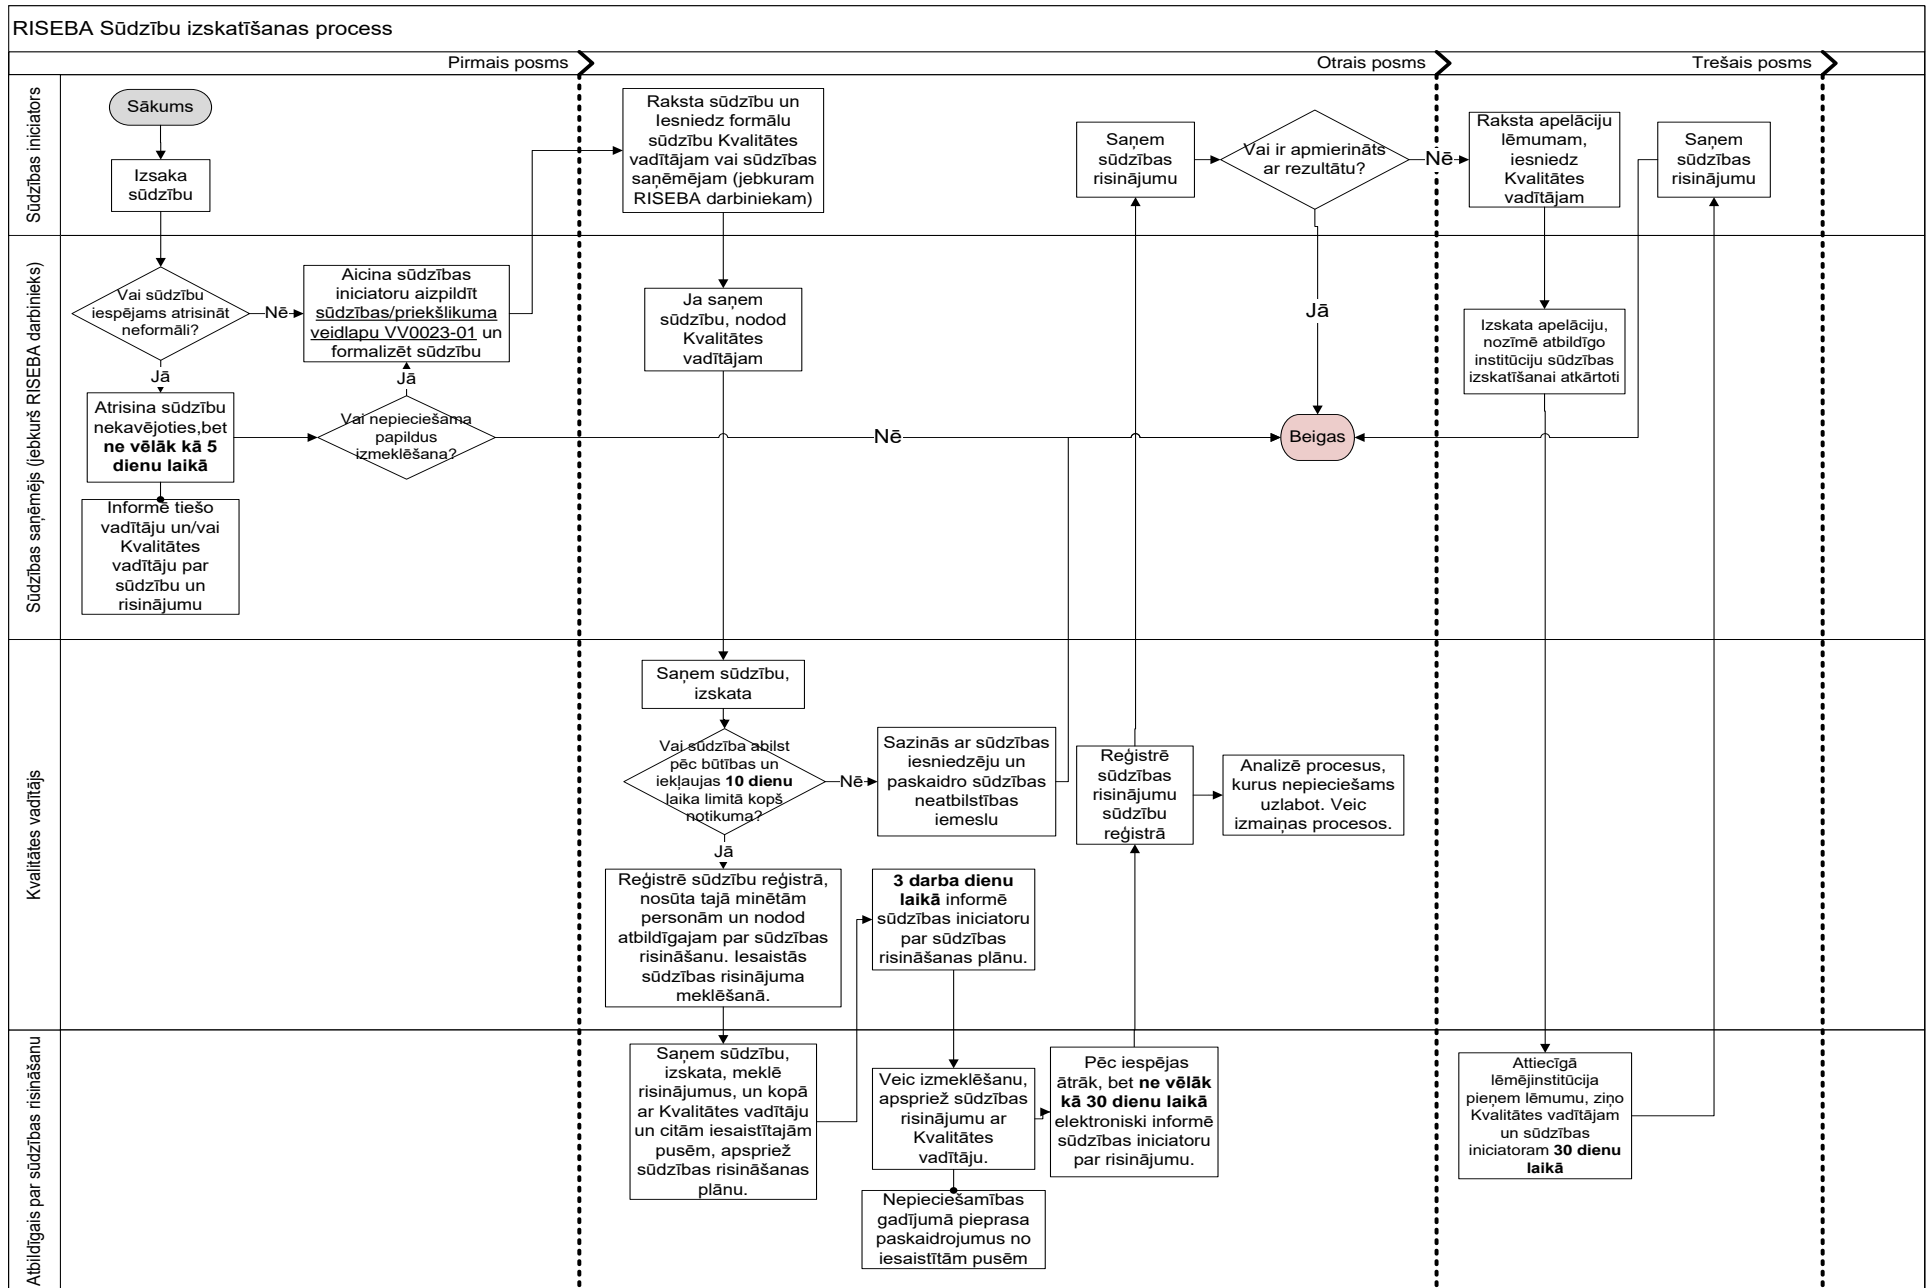 RISEBA Sūdzību izskatīšanas process
Pirmais posms
Otrais posms
Trešais posms
Sūdzības iniciators
Sākums
Izsaka
sūdzību
Raksta sūdzību un
Iesniedz formālu
sūdzību Kvalitātes
vadītājam vai sūdzības
saņēmējam (jebkuram
RISEBA darbiniekam)
Saņem
sūdzības
risinājumu
Vai ir apmierināts
ar rezultātu?
Nē
Raksta apelāciju
lēmumam,
iesniedz
Kvalitātes
vadītājam
Saņem
sūdzības
risinājumu
Sūdzības saņēmējs (jebkurš RISEBA darbinieks)
Vai sūdzību
iespējams atrisināt
neformāli?
Nē
Aicina sūdzības
iniciatoru aizpildīt
sūdzības/priekšlikuma
veidlapu VV0023-01 un
formalizēt sūdzību
Jā
Jā
Atrisina sūdzību
nekavējoties,bet
ne vēlāk kā 5
dienu laikā
Vai nepieciešama
papildus
izmeklēšana?
Nē
Informē tiešo
vadītāju un/vai
Kvalitātes
vadītāju par
sūdzību un
risinājumu
Ja saņem
sūdzību, nodod
Kvalitātes
vadītājam
Jā
Beigas
Izskata apelāciju,
nozīmē atbildīgo
institūciju sūdzības
izskatīšanai atkārtoti
Kvalitātes vadītājs
Saņem sūdzību,
izskata
Vai sūdzība abilst
pēc būtības un
iekļaujas 10 dienu
laika limitā kopš
notikuma?
Nē
Sazinās ar sūdzības
iesniedzēju un
paskaidro sūdzības
neatbilstības
iemeslu
Jā
Reģistrē sūdzību reģistrā,
nosūta tajā minētām
personām un nodod
atbildīgajam par sūdzības
risināšanu. Iesaistās
sūdzības risinājuma
meklēšanā.
3 darba dienu
laikā informē
sūdzības iniciatoru
par sūdzības
risināšanas plānu.
Reģistrē
sūdzības
risinājumu
sūdzību
reģistrā
Analizē procesus,
kurus nepieciešams
uzlabot. Veic
izmaiņas procesos.
Atbildīgais par sūdzības risināšanu
Saņem sūdzību,
izskata, meklē
risinājumus, un kopā
ar Kvalitātes vadītāju
un citām iesaistītajām
pusēm, apspriež
sūdzības risināšanas
plānu.
Veic izmeklēšanu,
apspriež sūdzības
risinājumu ar
Kvalitātes
vadītāju.
Nepieciešamības
gadījumā pieprasa
paskaidrojumus no
iesaistītām pusēm
Pēc iespējas
ātrāk, bet ne vēlāk
kā 30 dienu laikā
elektroniski informē
sūdzības iniciatoru
par risinājumu.
Attiecīgā
lēmējinstitūcija
pieņem lēmumu, ziņo
Kvalitātes vadītājam
un sūdzības
iniciatoram 30 dienu
laikā